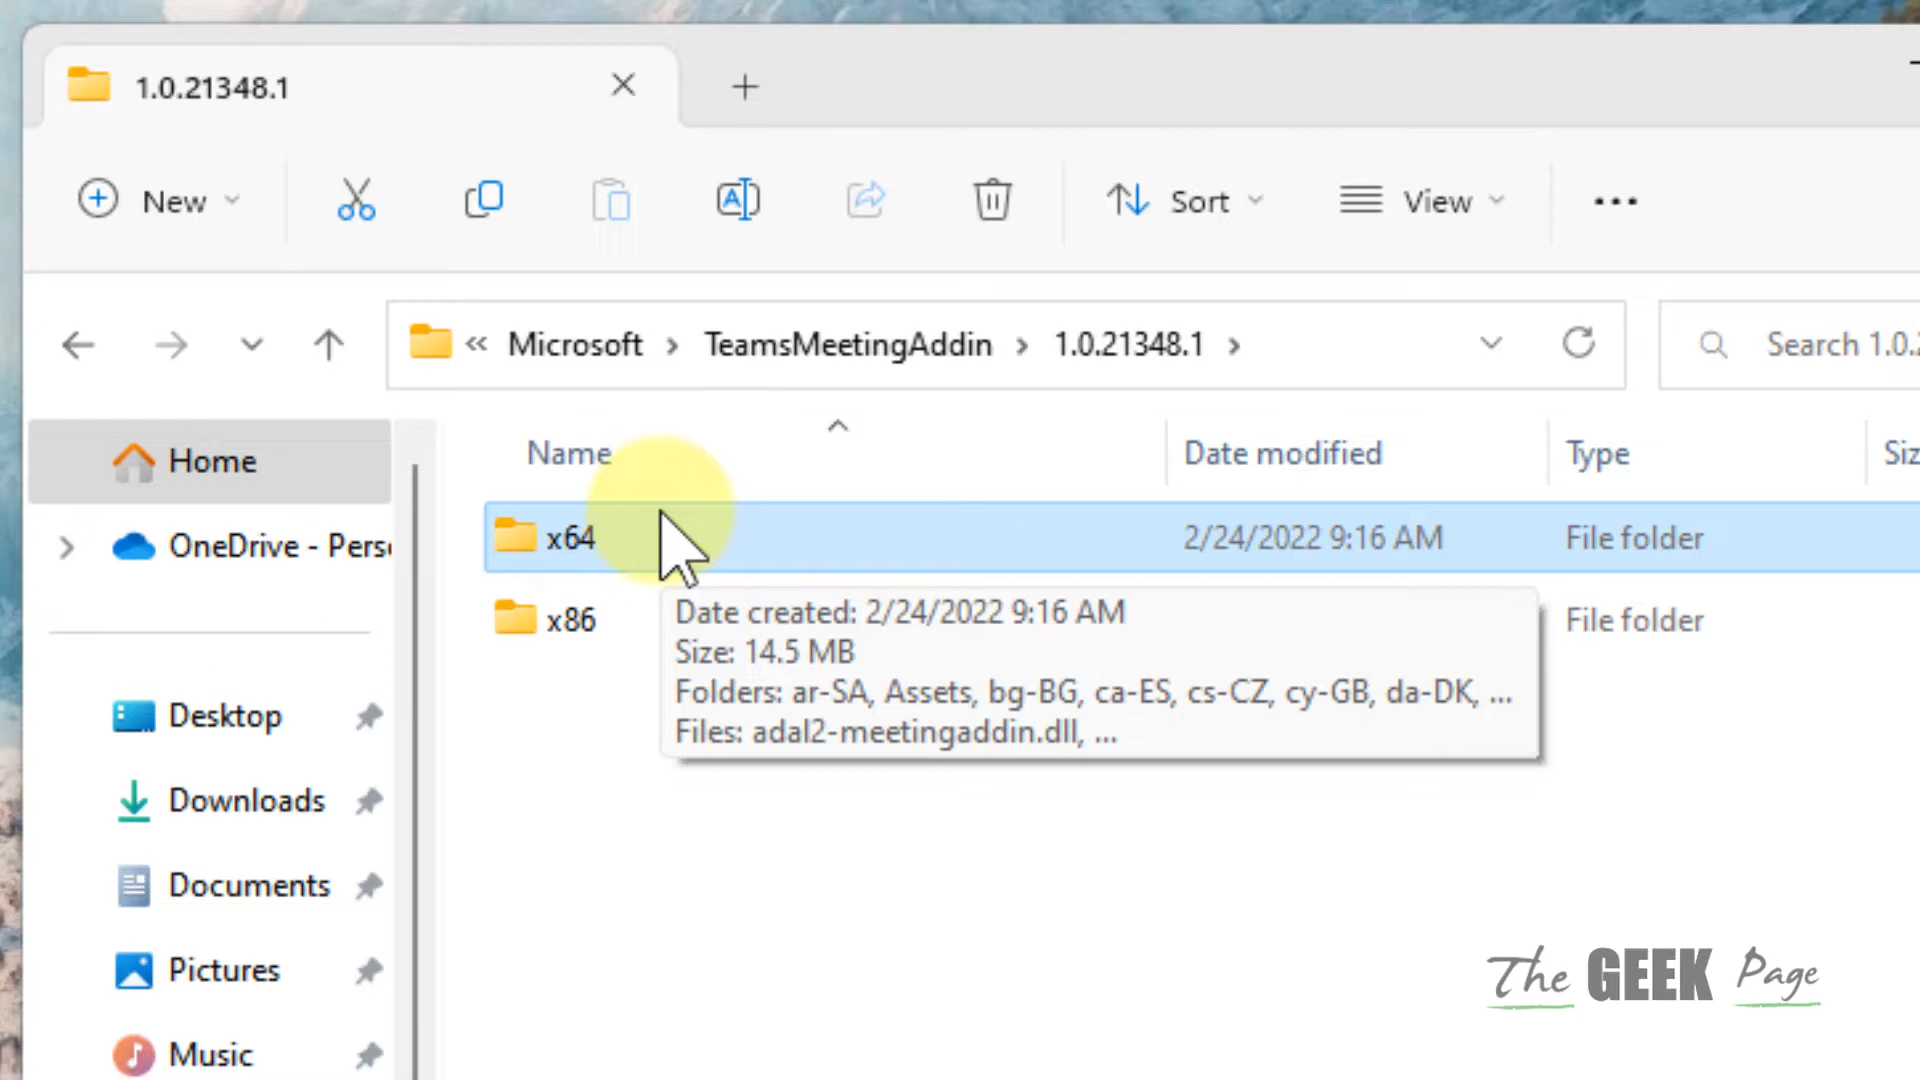 1.0.21348.1
New
Sort
View
Microsoft > TeamsMeetingAddin > 1.0.21348.1 >
Search 1.0.
Name
Date modified
Type
Siz
Home
OneDrive - Pers
x64
2/24/2022 9:16 AM
File folder
x86
File folder
Date created: 2/24/2022 9:16 AM
Size: 14.5 MB
Folders: ar-SA, Assets, bg-BG, ca-ES, cs-CZ, cy-GB, da-DK, ...
Files: adal2-meetingaddin.dll, ...
Desktop
Downloads
Documents
Pictures
Music
The GEEK Page